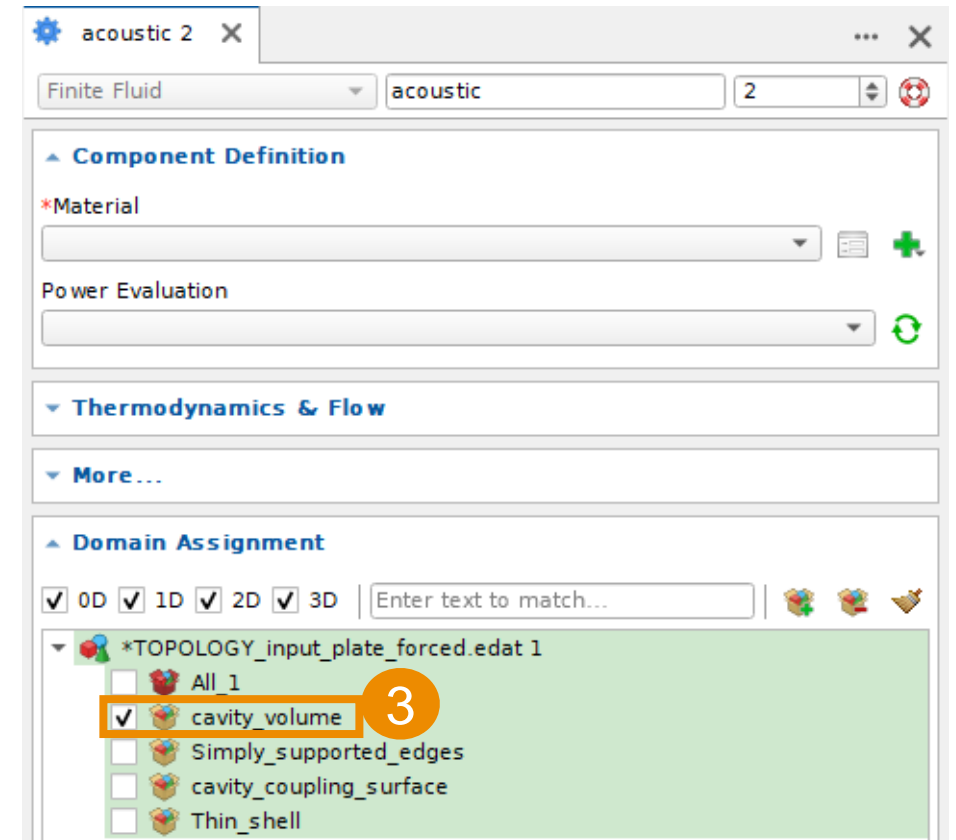 acoustic 2
Finite Fluid acoustic 2
Component Definition
*Material
Power Evaluation
Thermodynamics & Flow
More...
Domain Assignment
0D 1D 2D 3D Enter text to match...
*TOPOLOGY_input_plate_forced.edat 1
All_1
cavity_volume 3
Simply_supported_edges
cavity_coupling_surface
Thin_shell